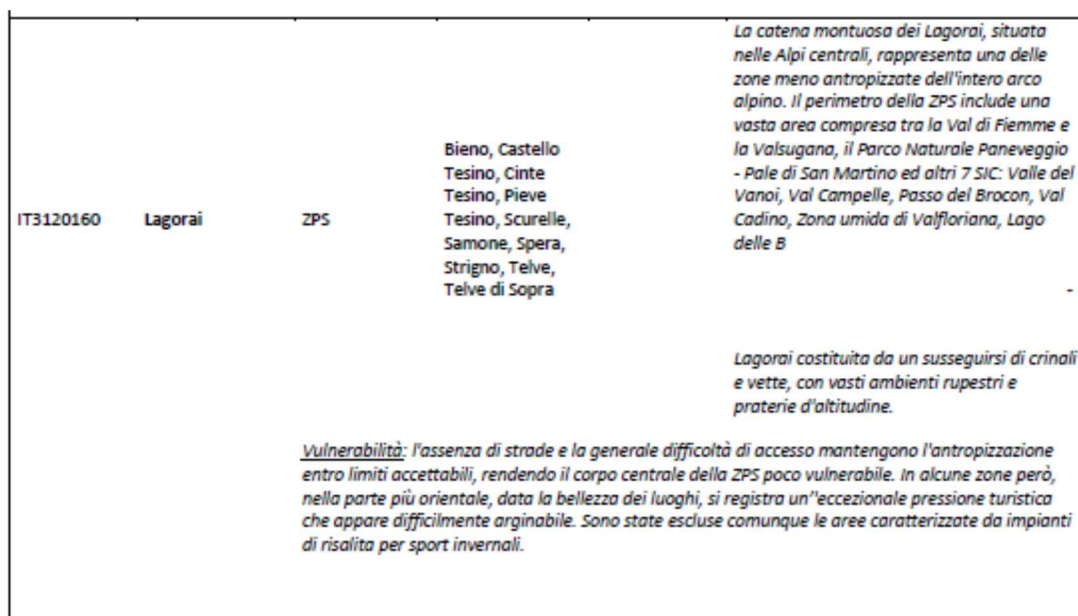 La catena montuosa dei Lagorai, situata
nelle Alpi centrali, rappresenta una delle
zone meno antropizzate dell'intero arco
alpino. Il perimetro della ZPS include una
vasta area compresa tra la Val di Fiemme e
la Valsugana, il Parco Naturale Paneveggio
- Pale di San Martino ed altri 7 SIC: Valle del
Vanoi, Val Campelle, Passo del Brocon, Val
Cadino, Zona umida di Valfloriana, Lago
delle B
IT3120160
Lagorai
ZPS
Bieno, Castello
Tesino, Cinte
Tesino, Pieve
Tesino, Scurelle,
Samone, Spera,
Strigno, Telve,
Telve di Sopra
-
Lagorai costituita da un susseguirsi di crinali
e vette, con vasti ambienti rupestri e
praterie d'altitudine.
Vulnerabilità: l'assenza di strade e la generale difficoltà di accesso mantengono l'antropizzazione
entro limiti accettabili, rendendo il corpo centrale della ZPS poco vulnerabile. In alcune zone però,
nella parte più orientale, data la bellezza dei luoghi, si registra un''eccezionale pressione turistica
che appare difficilmente arginabile. Sono state escluse comunque le aree caratterizzate da impianti
di risalita per sport invernali.